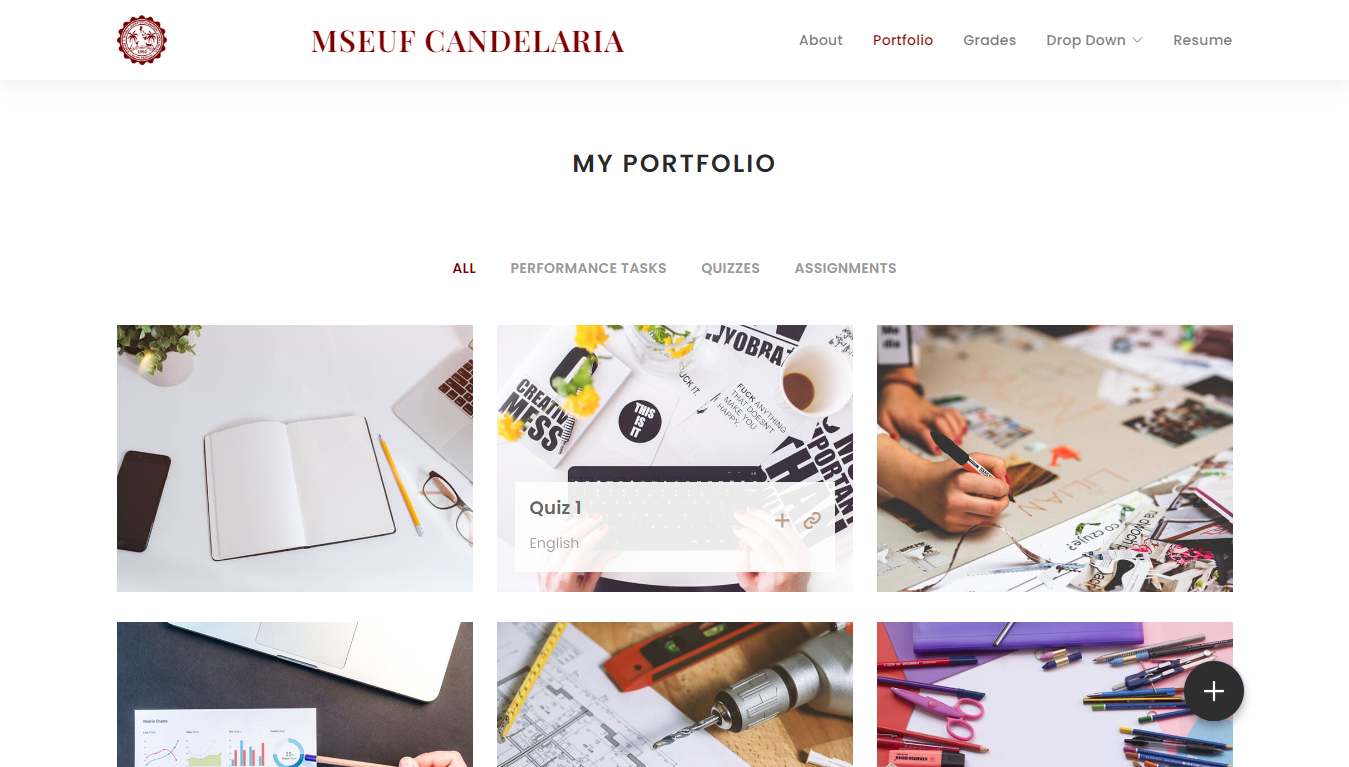 MSEUF CANDELARIA
About
Portfolio
Grades
Drop Down
Resume
MY PORTFOLIO
ALL
PERFORMANCE TASKS
QUIZZES
ASSIGNMENTS
CREATIVE
MESS
THIS
IS
IT
FUCK ANYTHING
THAT DOESN'T
MAKE YOU
HAPPY.
Quiz 1
English
LILIAN